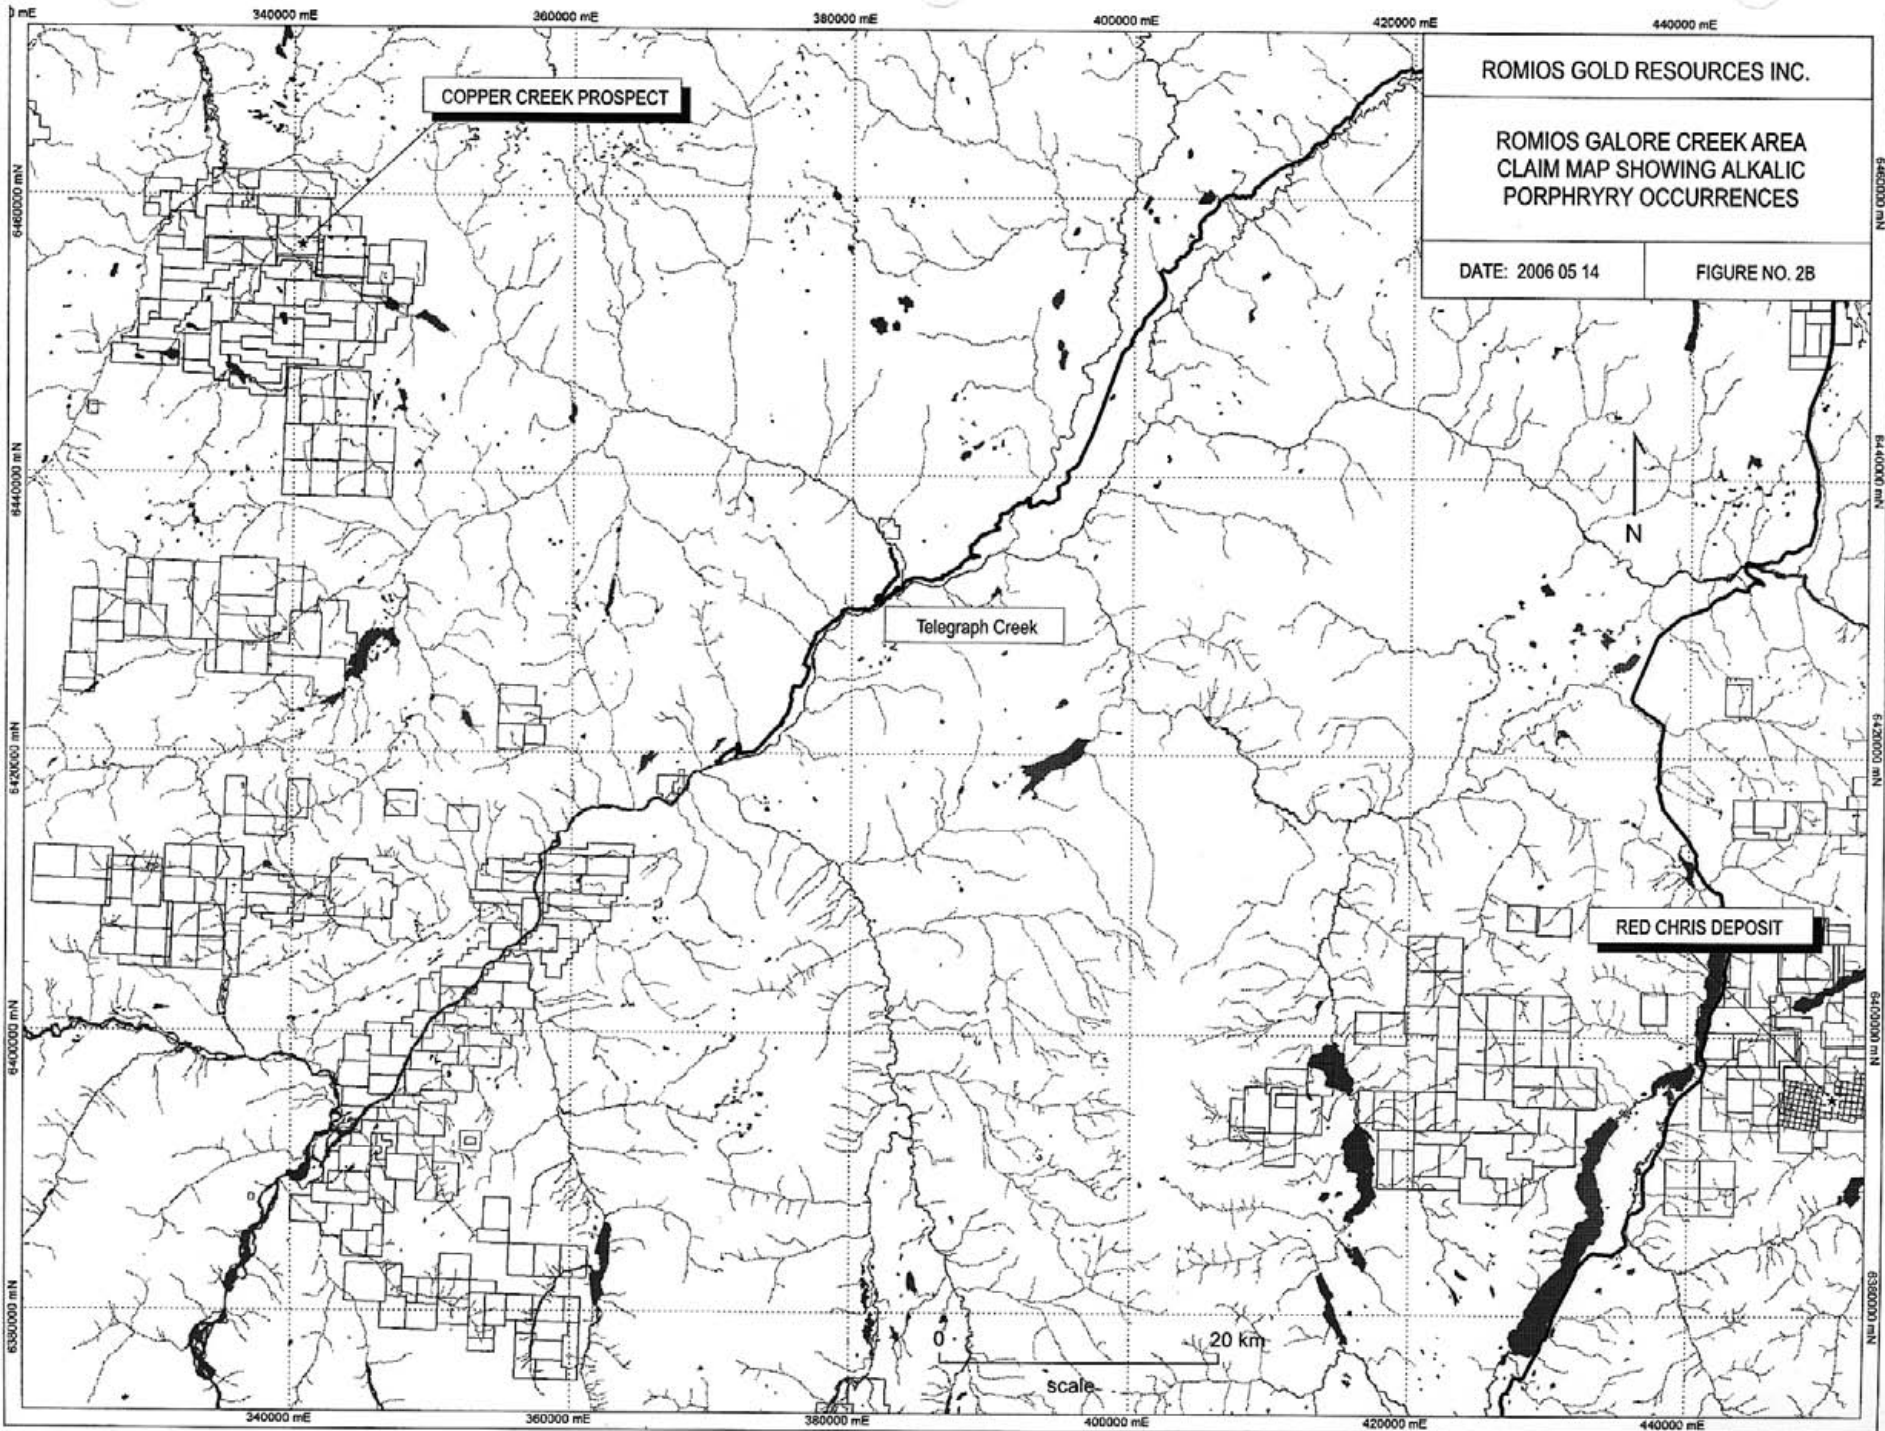 0 mE
340000 mE
360000 mE
380000 mE
400000 mE
420000 mE
440000 mE
ROMIOS GOLD RESOURCES INC.
ROMIOS GALORE CREEK AREA
CLAIM MAP SHOWING ALKALIC
PORPHRYRY OCCURRENCES
DATE: 2006 05 14
FIGURE NO. 2B
COPPER CREEK PROSPECT
6460000 mN
6460000 mN
6440000 mN
6440000 mN
N
Telegraph Creek
6420000 mN
6420000 mN
RED CHRIS DEPOSIT
6400000 mN
6400000 mN
6380000 mN
6380000 mN
0
20 km
scale
340000 mE
360000 mE
380000 mE
400000 mE
420000 mE
440000 mE